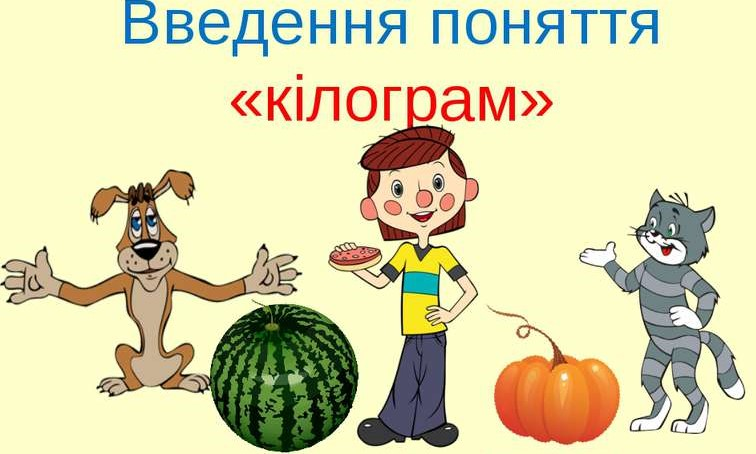 Введення поняття
«кілограм»